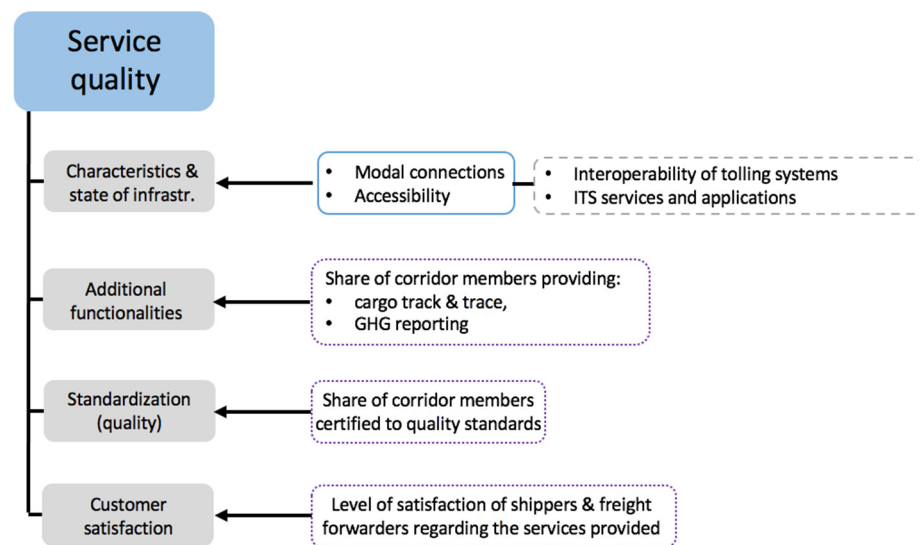 Service
quality
Characteristics &
state of infrastr.
• Modal connections
• Accessibility
• Interoperability of tolling systems
• ITS services and applications
Additional
functionalities
Share of corridor members providing:
• cargo track & trace,
• GHG reporting
Standardization
(quality)
Share of corridor members
certified to quality standards
Customer
satisfaction
Level of satisfaction of shippers & freight
forwarders regarding the services provided